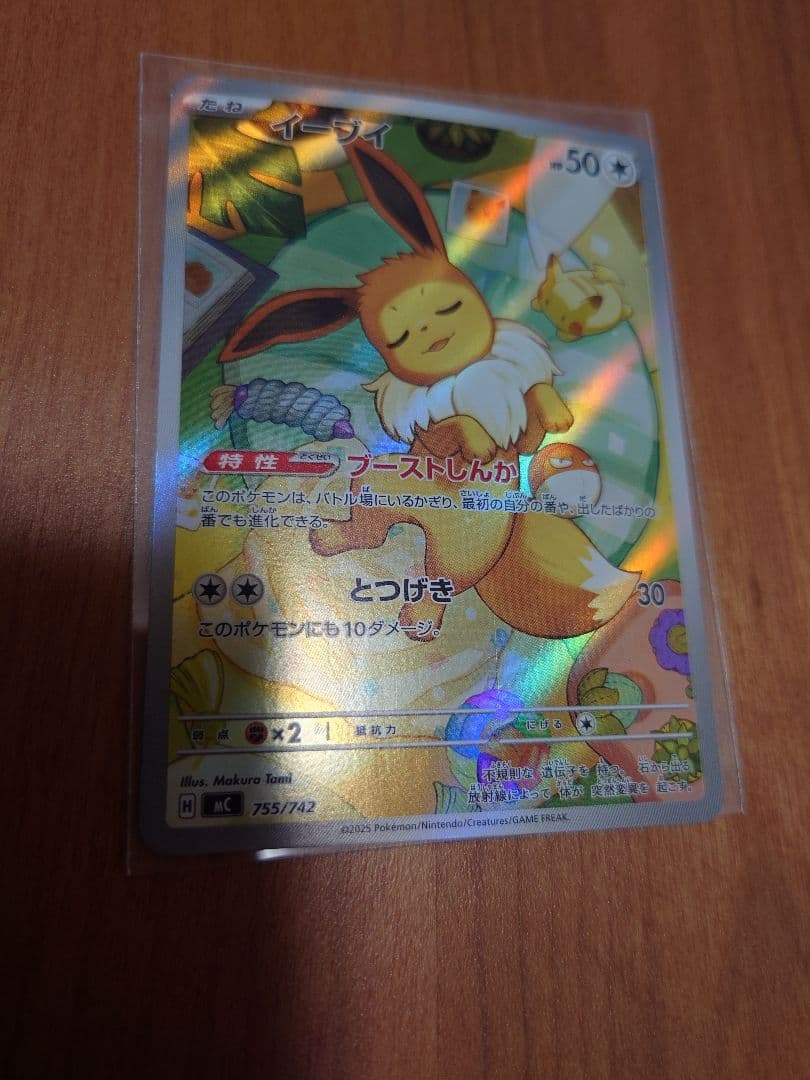 たね
イーブイ
HP 50
特性 とくせい ブーストしんか
このポケモンは、バトル場にいるかぎり、最初の自分の番や、出したばかりの
番でも進化できる。
とつげき 30
このポケモンにも10ダメージ。
弱点 ×2 抵抗力 にげる
Illus. Makura Tami
不規則な 遺伝子を 持つ。 石から出る
放射線によって 体が 突然変異を 起こす。
H MC 755/742
©2025 Pokémon/Nintendo/Creatures/GAME FREAK.